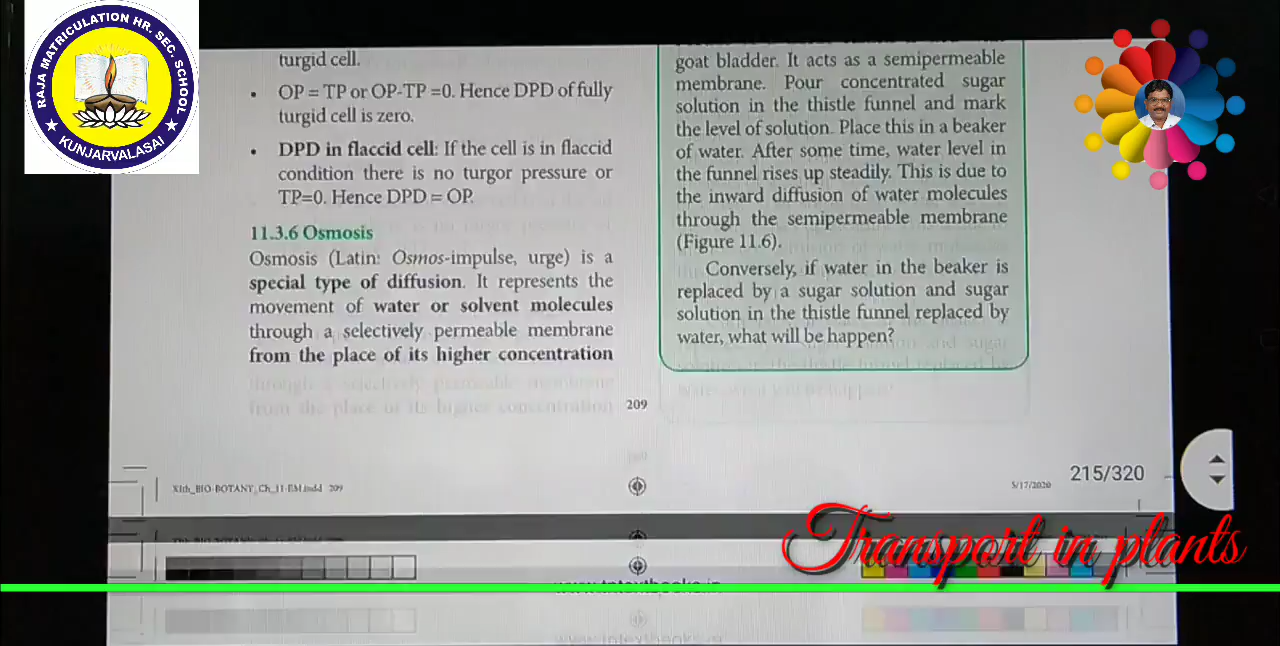 RAJA MATRICULATION HR. SEC. SCHOOL
KUNJARVALASAI
turgid cell.
• OP = TP or OP-TP =0. Hence DPD of fully
turgid cell is zero.
• DPD in flaccid cell: If the cell is in flaccid
condition there is no turgor pressure or
TP=0. Hence DPD = OP.
11.3.6 Osmosis
Osmosis (Latin: Osmos-impulse, urge) is a
special type of diffusion. It represents the
movement of water or solvent molecules
through a selectively permeable membrane
from the place of its higher concentration
goat bladder. It acts as a semipermeable
membrane. Pour concentrated sugar
solution in the thistle funnel and mark
the level of solution. Place this in a beaker
of water. After some time, water level in
the funnel rises up steadily. This is due to
the inward diffusion of water molecules
through the semipermeable membrane
(Figure 11.6).
Conversely, if water in the beaker is
replaced by a sugar solution and sugar
solution in the thistle funnel replaced by
water, what will be happen?
209
215/320
XIth_BIO-BOTANY_Ch_11-EM.indd 209
5/17/2020
Transport in plants